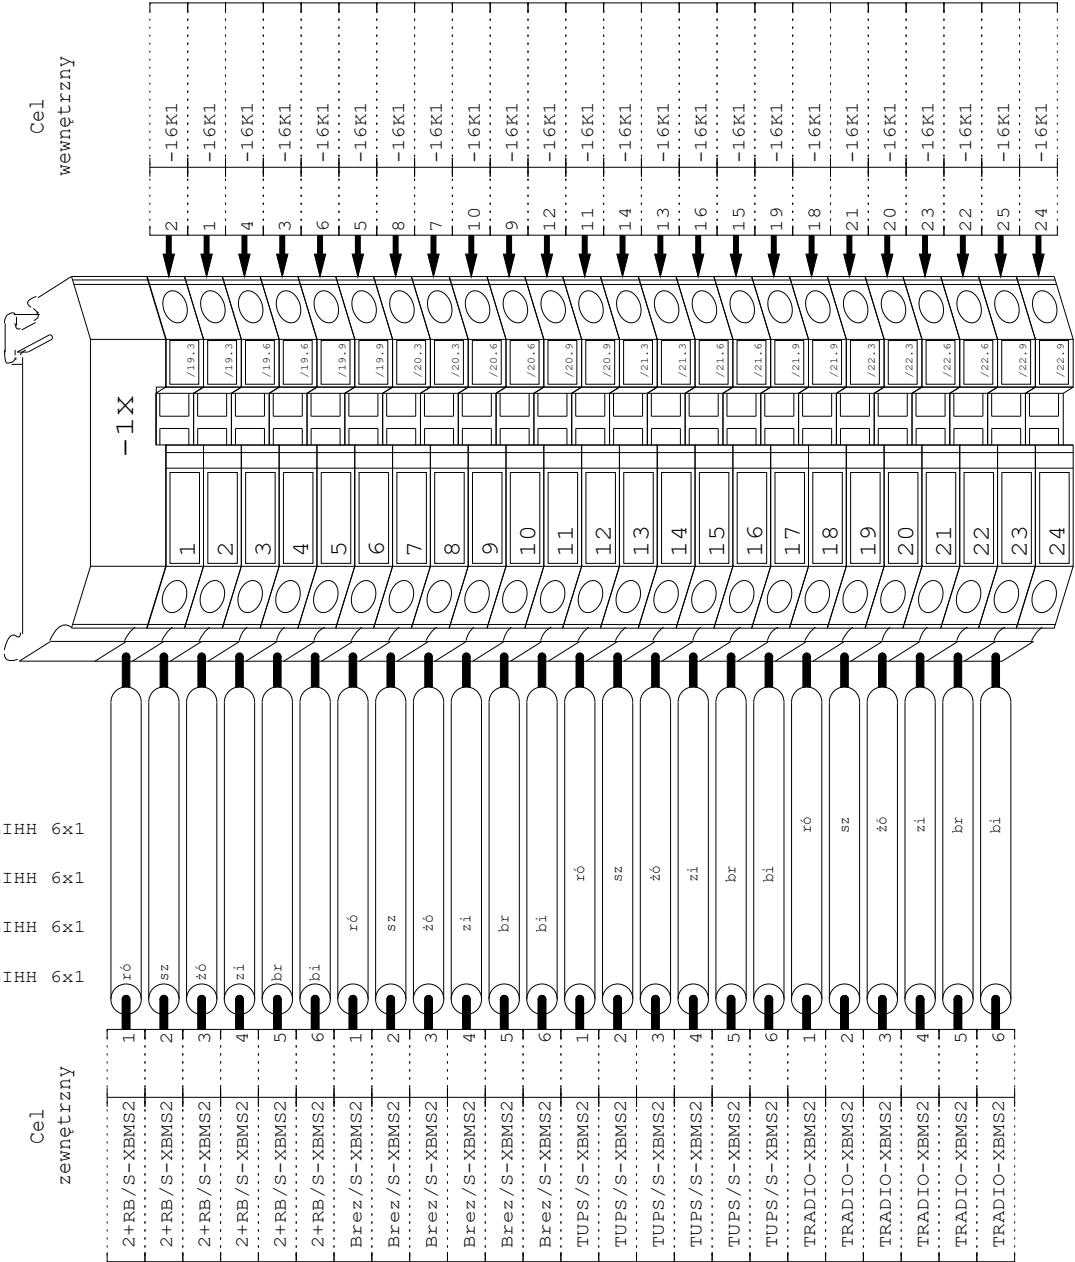 Cel
wewnętrzny
-16K1 -16K1 -16K1 -16K1 -16K1 -16K1 -16K1 -16K1 -16K1 -16K1 -16K1 -16K1 -16K1 -16K1 -16K1 -16K1 -16K1 -16K1 -16K1 -16K1 -16K1 -16K1 -16K1 -16K1
2 1 4 3 6 5 8 7 10 9 12 11 14 13 16 15 19 18 21 20 23 22 25 24
/19.3 /19.3 /19.6 /19.6 /19.9 /19.9 /20.3 /20.3 /20.6 /20.6 /20.9 /20.9 /21.3 /21.3 /21.6 /21.6 /21.9 /21.9 /22.3 /22.3 /22.6 /22.6 /22.9 /22.9
-1X
1 2 3 4 5 6 7 8 9 10 11 12 13 14 15 16 17 18 19 20 21 22 23 24
IHH 6x1 ró sz żó zi br bi
IHH 6x1 ró sz żó zi br bi
IHH 6x1 ró sz żó zi br bi
IHH 6x1 ró sz żó zi br bi
1 2 3 4 5 6 1 2 3 4 5 6 1 2 3 4 5 6 1 2 3 4 5 6
Cel
zewnętrzny
2+RB/S-XBMS2 2+RB/S-XBMS2 2+RB/S-XBMS2 2+RB/S-XBMS2 2+RB/S-XBMS2 2+RB/S-XBMS2 Brez/S-XBMS2 Brez/S-XBMS2 Brez/S-XBMS2 Brez/S-XBMS2 Brez/S-XBMS2 Brez/S-XBMS2 TUPS/S-XBMS2 TUPS/S-XBMS2 TUPS/S-XBMS2 TUPS/S-XBMS2 TUPS/S-XBMS2 TUPS/S-XBMS2 TRADIO-XBMS2 TRADIO-XBMS2 TRADIO-XBMS2 TRADIO-XBMS2 TRADIO-XBMS2 TRADIO-XBMS2